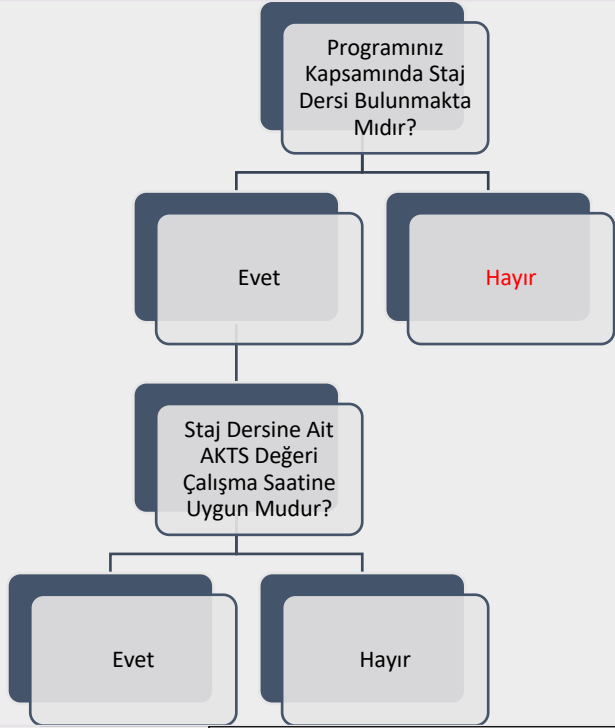 Programınız
Kapsamında Staj
Dersi Bulunmakta
Mıdır?
Evet
Hayır
Staj Dersine Ait
AKTS Değeri
Çalışma Saatine
Uygun Mudur?
Evet
Hayır